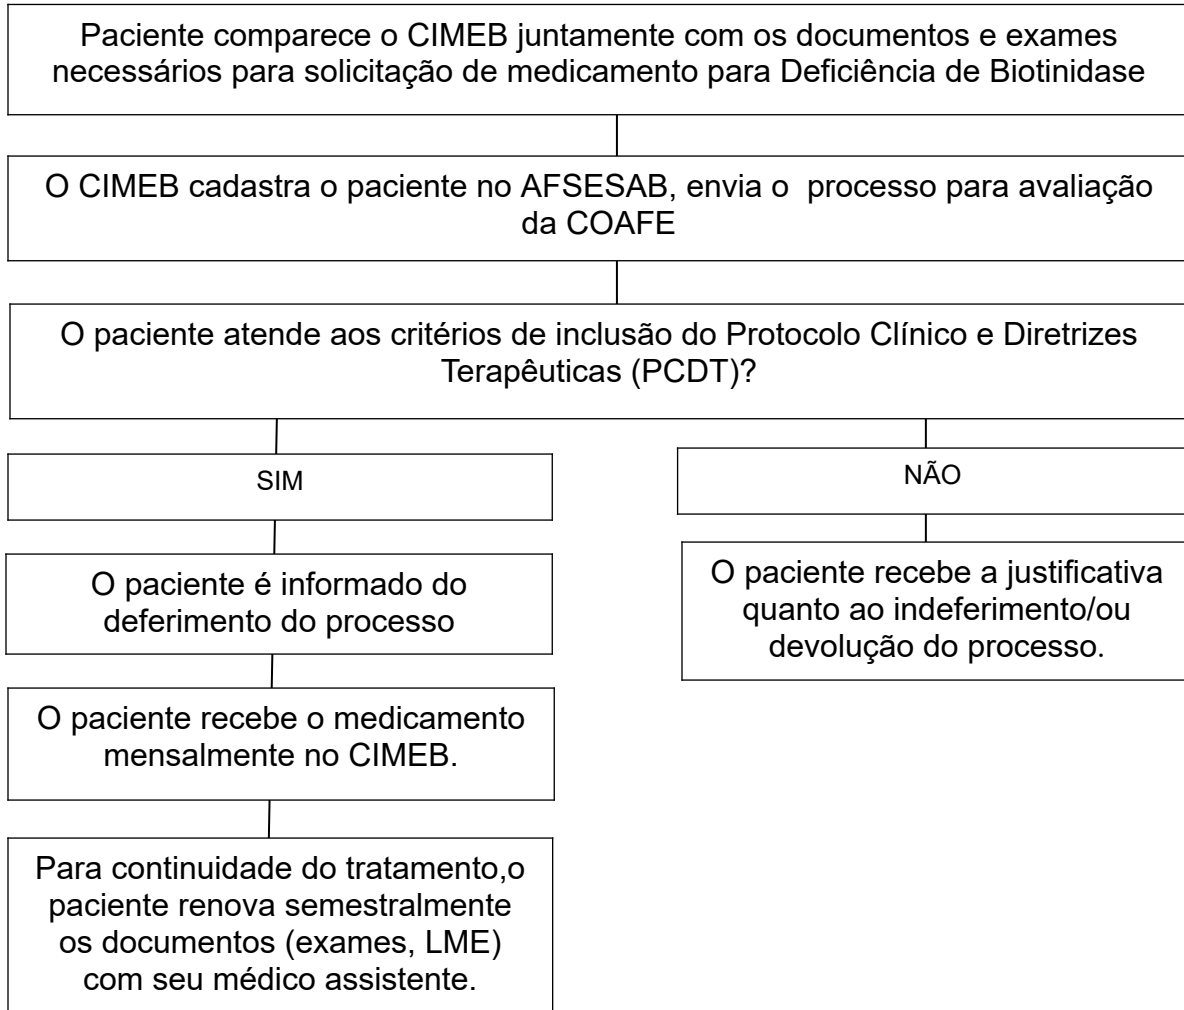 Paciente comparece o CIMEB juntamente com os documentos e exames
necessários para solicitação de medicamento para Deficiência de Biotinidase
O CIMEB cadastra o paciente no AFSESAB, envia o  processo para avaliação
da COAFE
O paciente atende aos critérios de inclusão do Protocolo Clínico e Diretrizes
Terapêuticas (PCDT)?
SIM
NÃO
O paciente é informado do
deferimento do processo
O paciente recebe a justificativa
quanto ao indeferimento/ou
devolução do processo.
O paciente recebe o medicamento
mensalmente no CIMEB.
Para continuidade do tratamento,o
paciente renova semestralmente
os documentos (exames, LME)
com seu médico assistente.